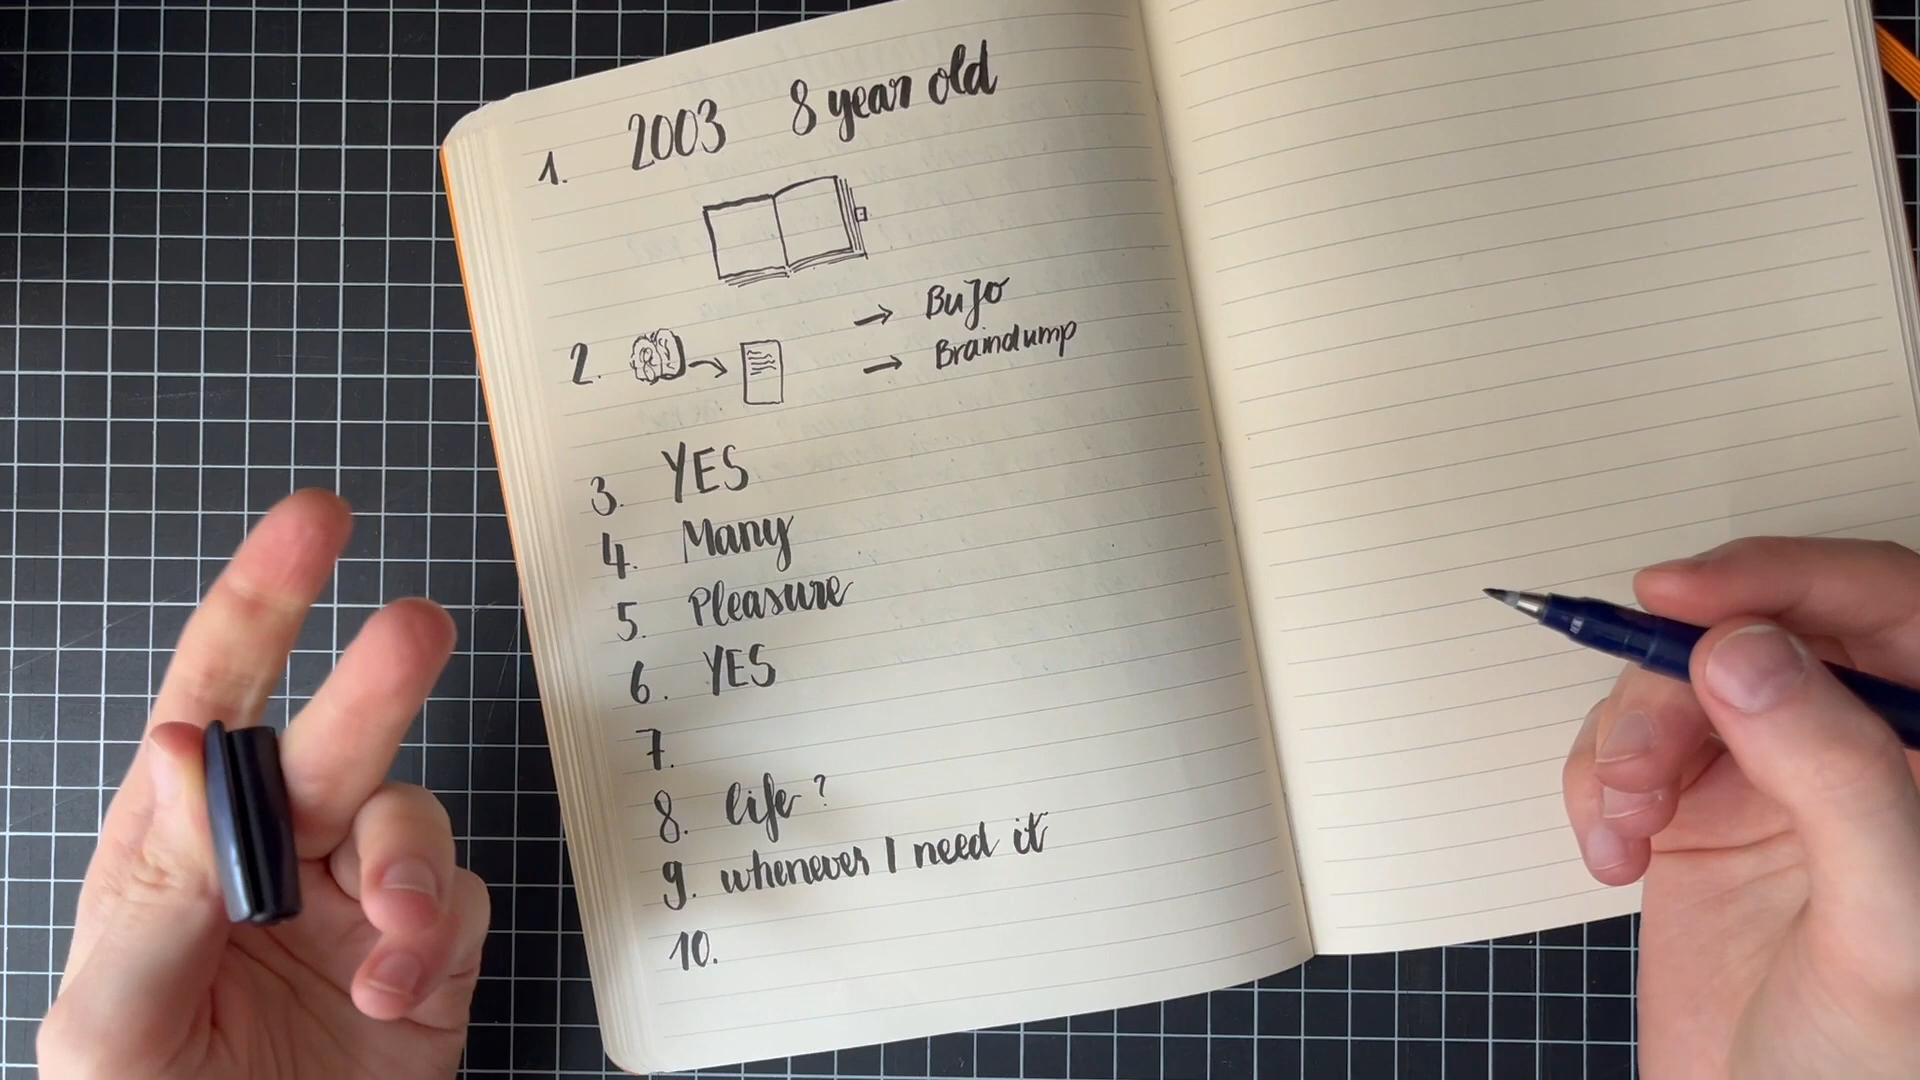 1. 2003 8 year old
2. → BuJo
→ Braindump
3. YES
4. Many
5. Pleasure
6. YES
7.
8. life?
9. whenever I need it
10.